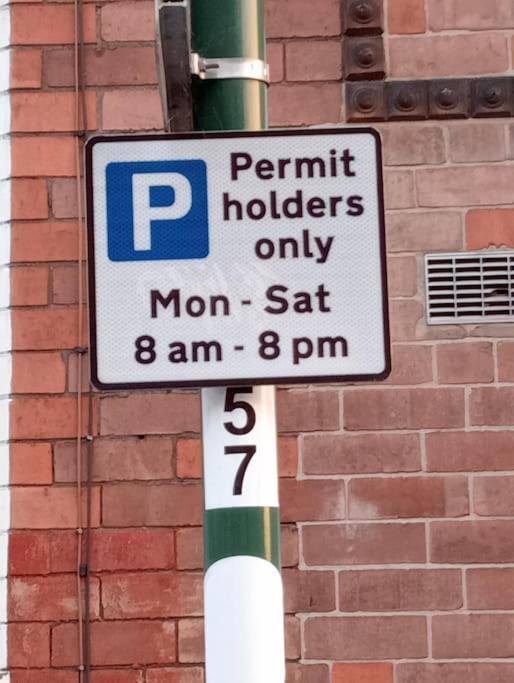 P
Permit
holders
only
Mon - Sat
8 am - 8 pm
5
7